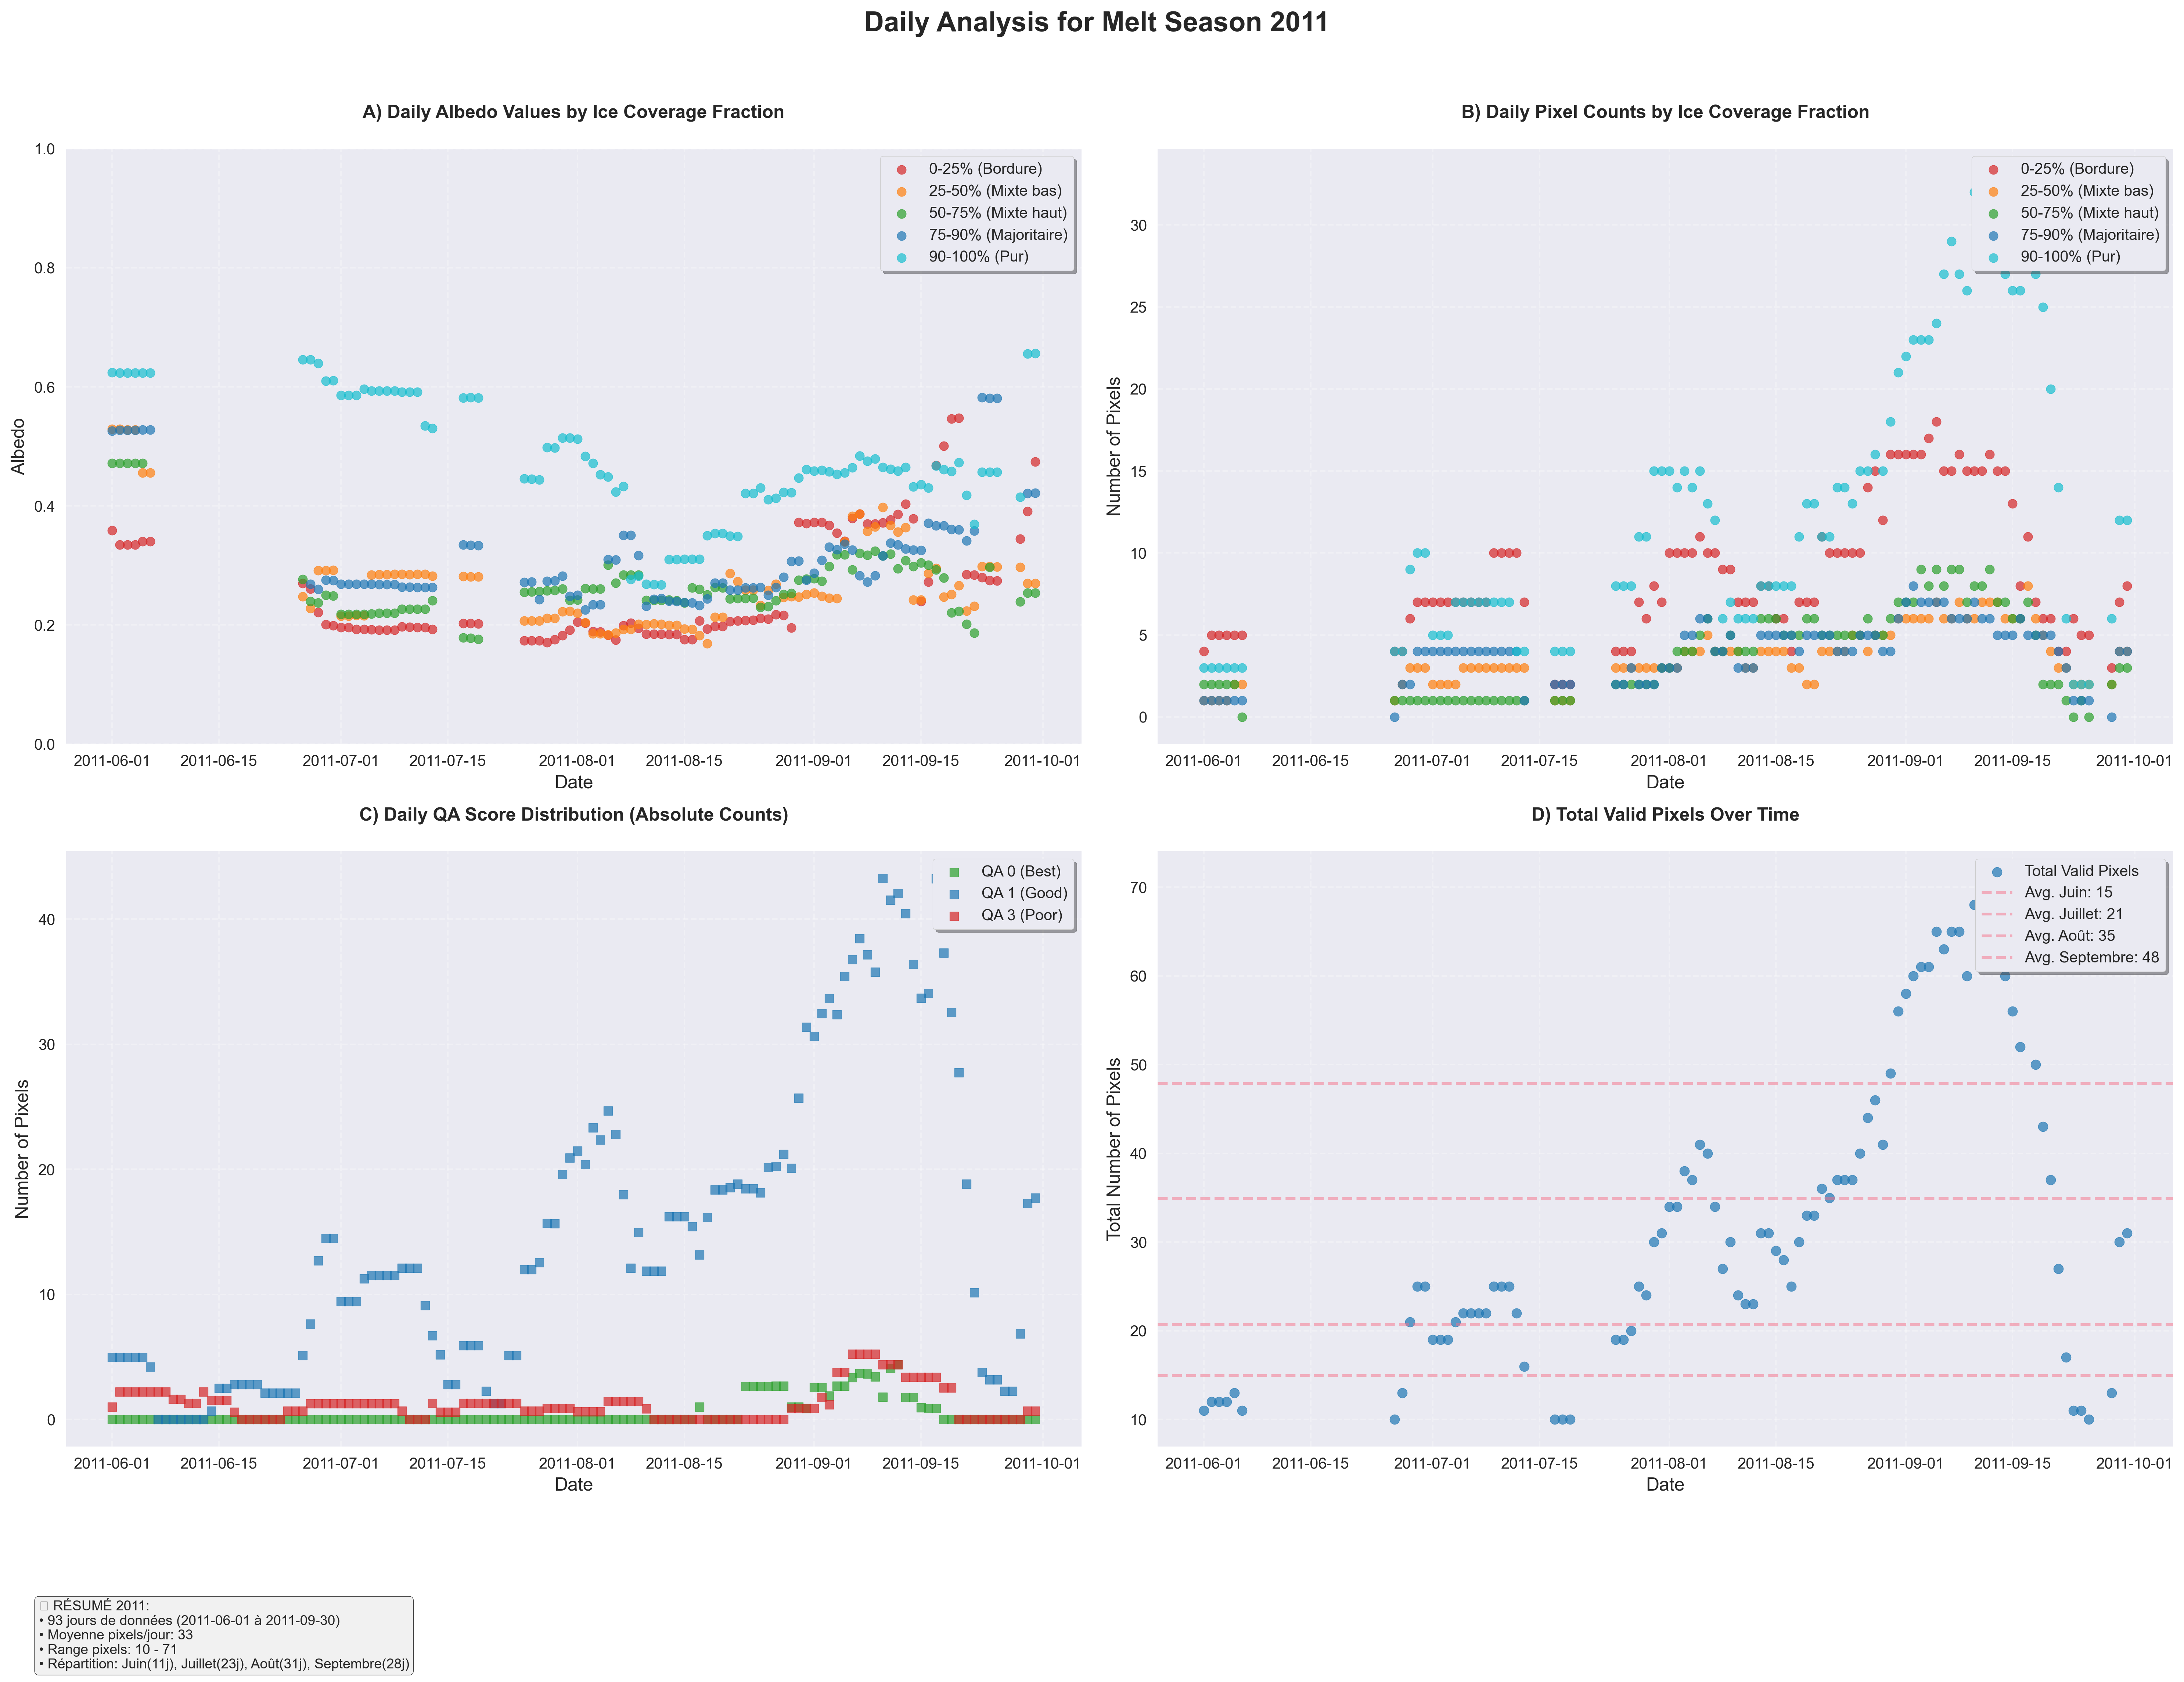 Daily Analysis for Melt Season 2011
A) Daily Albedo Values by Ice Coverage Fraction
1.0
0.8
0.6
0.4
0.2
0.0
Albedo
0-25% (Bordure)
25-50% (Mixte bas)
50-75% (Mixte haut)
75-90% (Majoritaire)
90-100% (Pur)
2011-06-01
2011-06-15
2011-07-01
2011-07-15
2011-08-01
2011-08-15
2011-09-01
2011-09-15
2011-10-01
Date
B) Daily Pixel Counts by Ice Coverage Fraction
30
25
20
15
10
5
0
Number of Pixels
0-25% (Bordure)
25-50% (Mixte bas)
50-75% (Mixte haut)
75-90% (Majoritaire)
90-100% (Pur)
2011-06-01
2011-06-15
2011-07-01
2011-07-15
2011-08-01
2011-08-15
2011-09-01
2011-09-15
2011-10-01
Date
C) Daily QA Score Distribution (Absolute Counts)
40
30
20
10
0
Number of Pixels
QA 0 (Best)
QA 1 (Good)
QA 3 (Poor)
2011-06-01
2011-06-15
2011-07-01
2011-07-15
2011-08-01
2011-08-15
2011-09-01
2011-09-15
2011-10-01
Date
D) Total Valid Pixels Over Time
70
60
50
40
30
20
10
Total Number of Pixels
Total Valid Pixels
Avg. Juin: 15
Avg. Juillet: 21
Avg. Août: 35
Avg. Septembre: 48
2011-06-01
2011-06-15
2011-07-01
2011-07-15
2011-08-01
2011-08-15
2011-09-01
2011-09-15
2011-10-01
Date
RÉSUMÉ 2011:
• 93 jours de données (2011-06-01 à 2011-09-30)
• Moyenne pixels/jour: 33
• Range pixels: 10 - 71
• Répartition: Juin(11j), Juillet(23j), Août(31j), Septembre(28j)